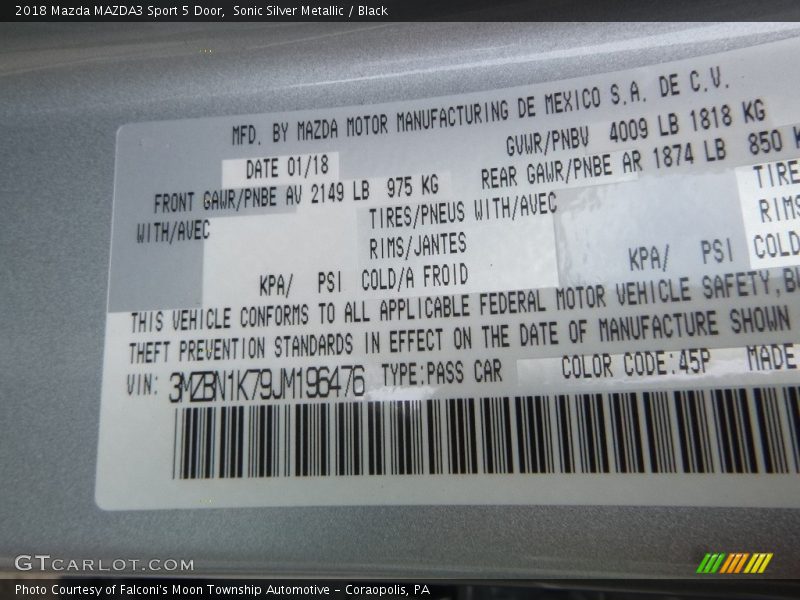 2018 Mazda MAZDA3 Sport 5 Door, Sonic Silver Metallic / Black
MFD. BY MAZDA MOTOR MANUFACTURING DE MEXICO S.A. DE C.V.
DATE 01/18 GVWR/PNBV 4009 LB 1818 KG
FRONT GAWR/PNBE AV 2149 LB 975 KG REAR GAWR/PNBE AR 1874 LB 850 K
WITH/AVEC TIRES/PNEUS WITH/AVEC TIRE
RIMS/JANTES RIMS
KPA/ PSI COLD/A FROID KPA/ PSI COLD
THIS VEHICLE CONFORMS TO ALL APPLICABLE FEDERAL MOTOR VEHICLE SAFETY, BU
THEFT PREVENTION STANDARDS IN EFFECT ON THE DATE OF MANUFACTURE SHOWN
VIN: 3MZBN1K79JM196476 TYPE:PASS CAR COLOR CODE:45P MADE
GTCARLOT.COM
Photo Courtesy of Falconi's Moon Township Automotive - Coraopolis, PA